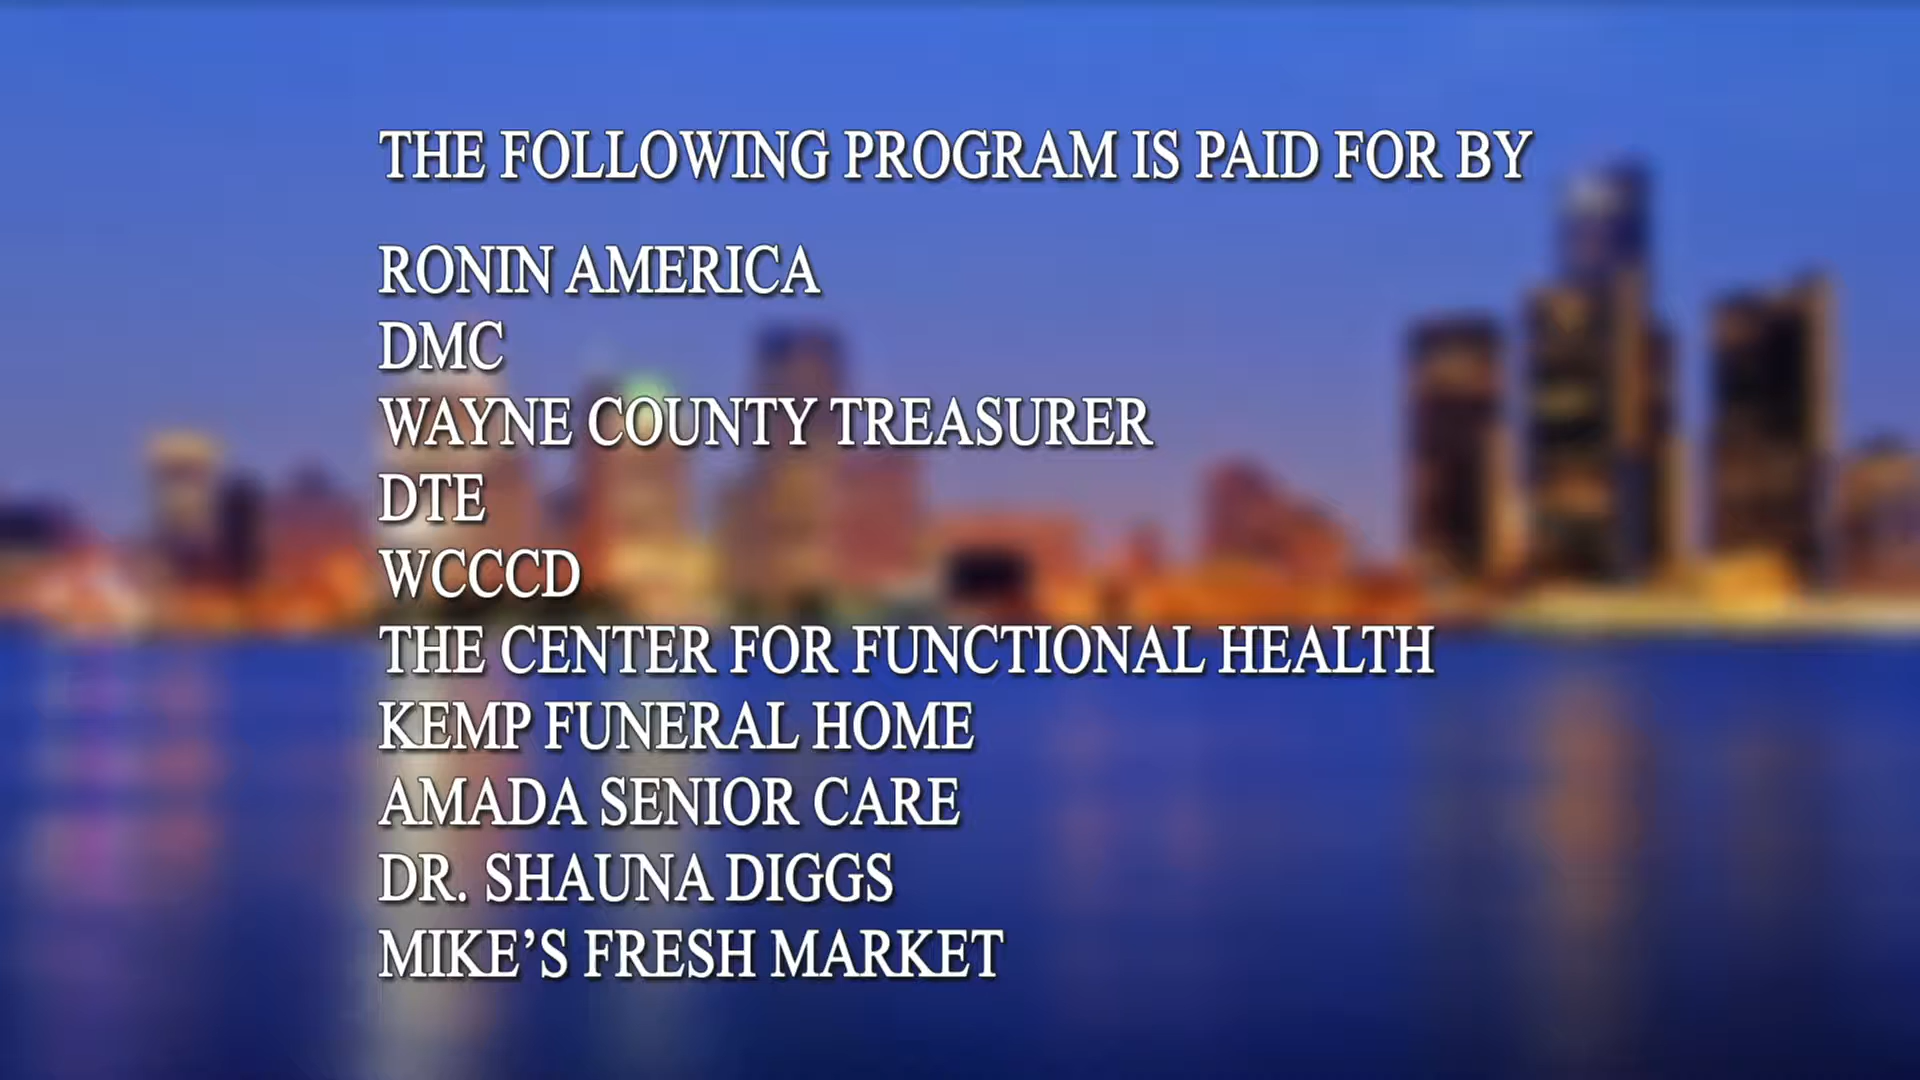 THE FOLLOWING PROGRAM IS PAID FOR BY
RONIN AMERICA
DMC
WAYNE COUNTY TREASURER
DTE
WCCCD
THE CENTER FOR FUNCTIONAL HEALTH
KEMP FUNERAL HOME
AMADA SENIOR CARE
DR. SHAUNA DIGGS
MIKE’S FRESH MARKET